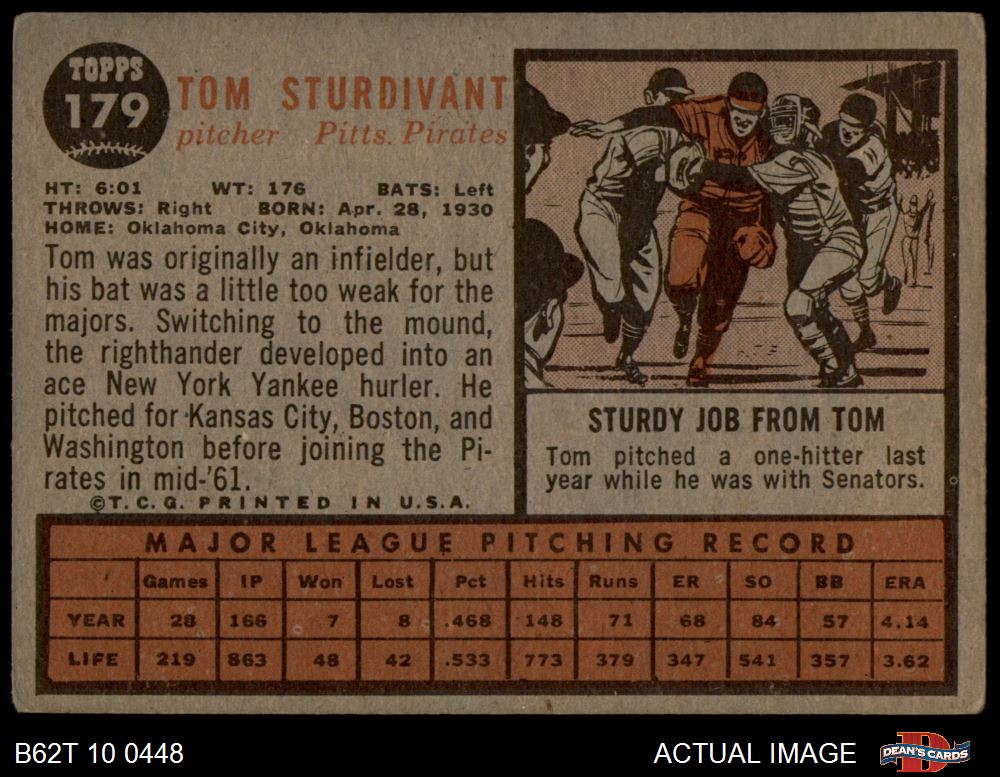 TOPPS
179
TOM STURDIVANT
pitcher Pitts. Pirates
HT: 6:01 WT: 176 BATS: Left
THROWS: Right BORN: Apr. 28, 1930
HOME: Oklahoma City, Oklahoma
Tom was originally an infielder, but
his bat was a little too weak for the
majors. Switching to the mound,
the righthander developed into an
ace New York Yankee hurler. He
pitched for Kansas City, Boston, and
Washington before joining the Pi-
rates in mid-'61.
©T.C.G. PRINTED IN U.S.A.
STURDY JOB FROM TOM
Tom pitched a one-hitter last
year while he was with Senators.
MAJOR LEAGUE PITCHING RECORD
Games IP Won Lost Pct Hits Runs ER SO BB ERA
YEAR 28 166 7 8 .468 148 71 68 84 57 4.14
LIFE 219 863 48 42 .533 773 379 347 541 357 3.62
B62T 10 0448
ACTUAL IMAGE
DEAN'S CARDS